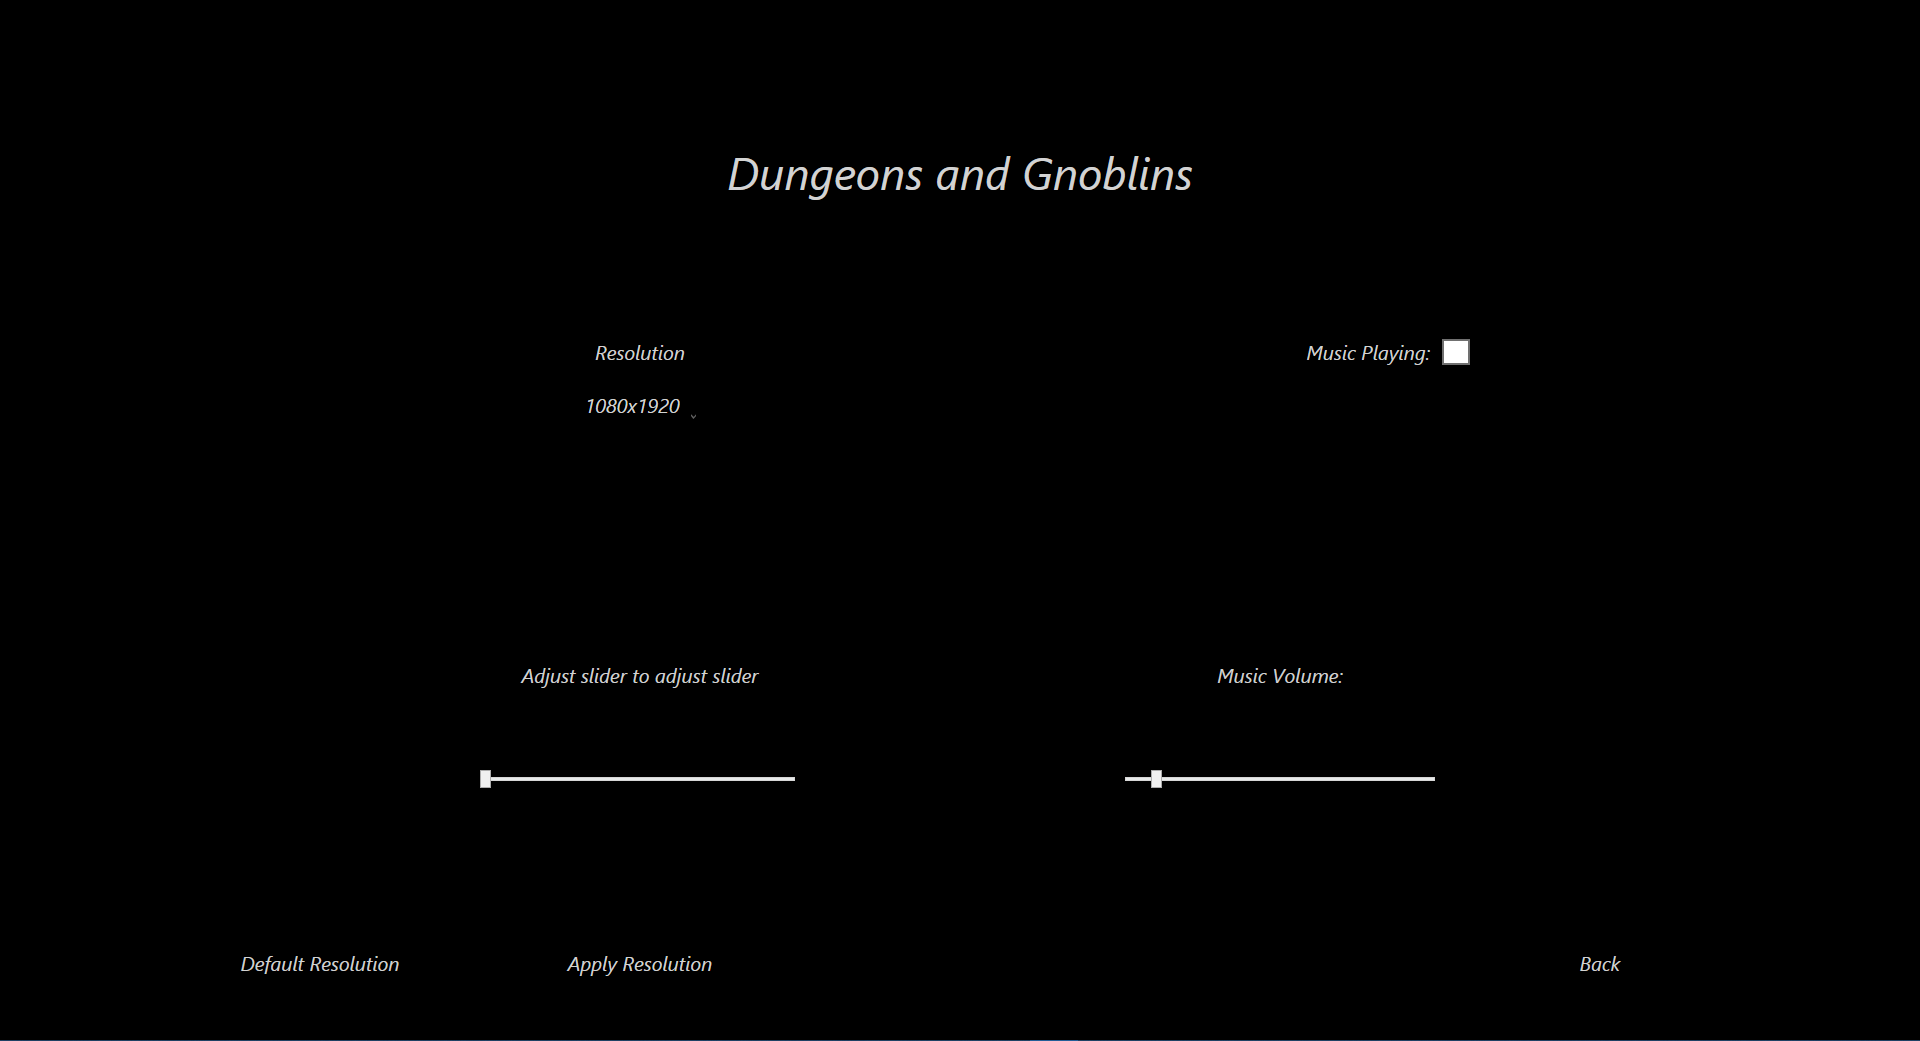 Dungeons and Gnoblins
Resolution
Music Playing:
1080x1920
Adjust slider to adjust slider
Music Volume:
Default Resolution
Apply Resolution
Back